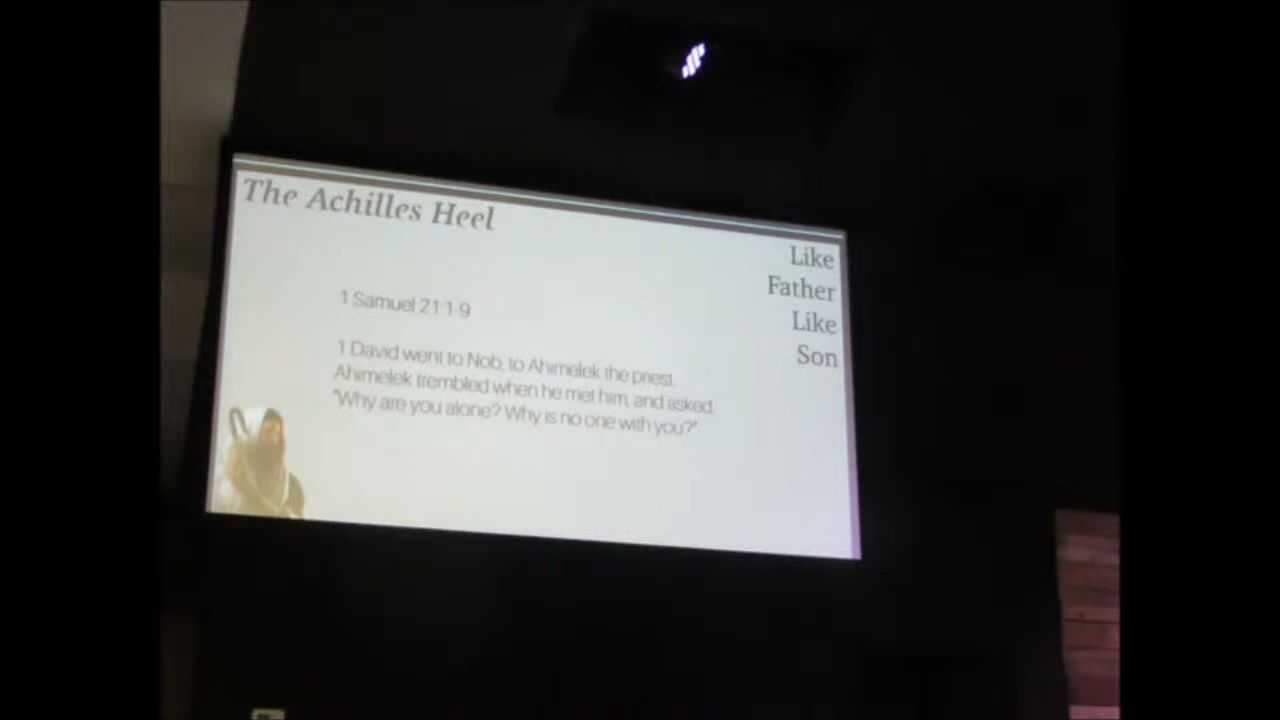 The Achilles Heel
Like
Father
Like
Son
1 Samuel 21 1-9
1 David went to Nob, to Ahimelek the priest.
Ahimelek trembled when he met him, and asked,
"Why are you alone? Why is no one with you?"